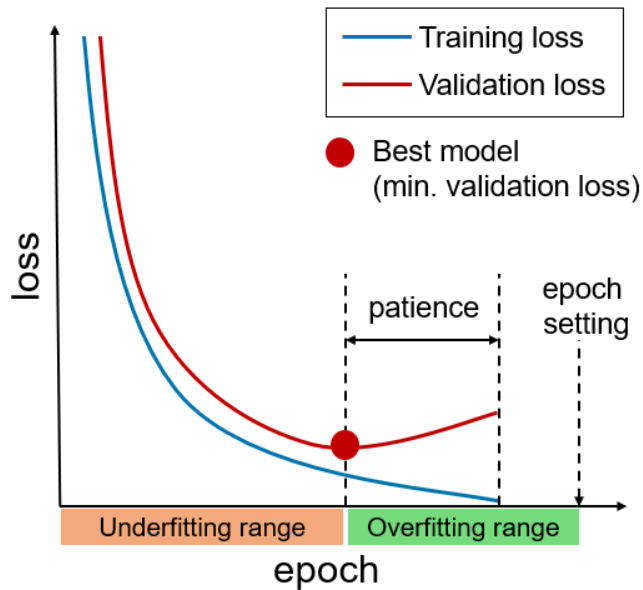 Training loss
Validation loss
Best model
(min. validation loss)
loss
patience
epoch
setting
Underfitting range
Overfitting range
epoch